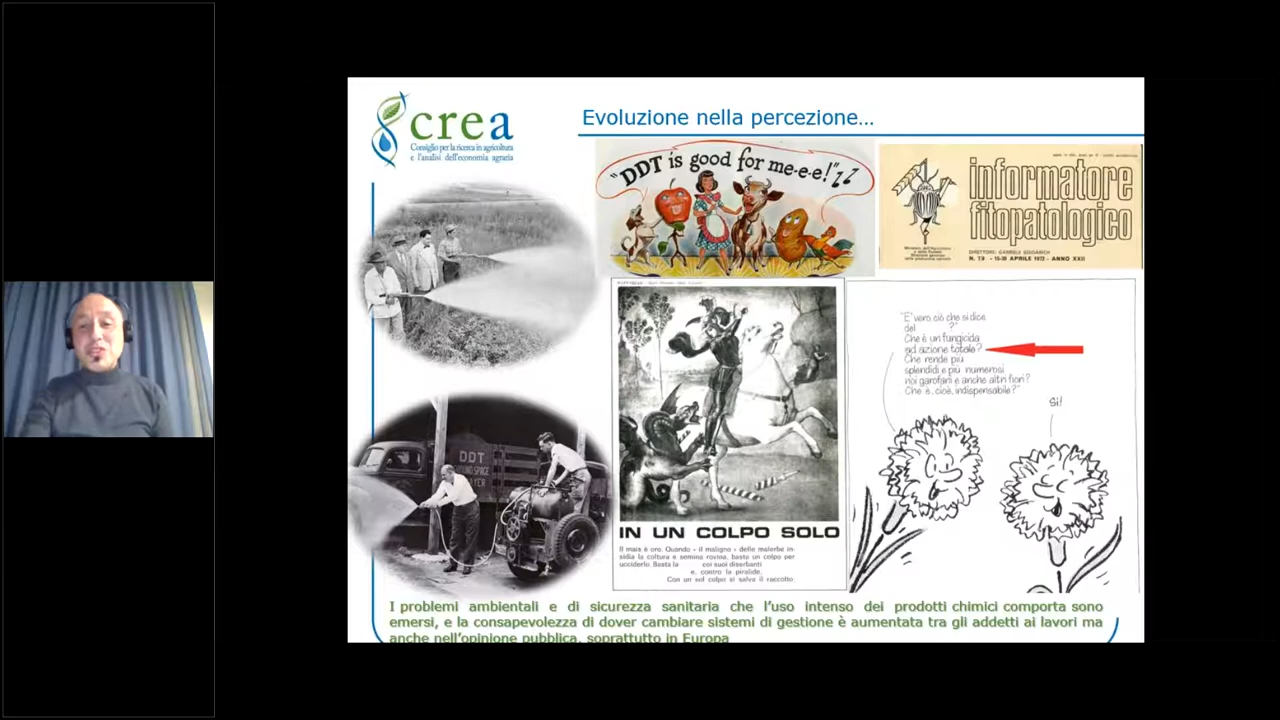 crea
Consiglio per la ricerca in agricoltura
e l'analisi dell'economia agraria
Evoluzione nella percezione...
"DDT is good for me-e-e!"
informatore
fitopatologico
DIRETTORE: GABRIELE GOIDÀNICH
N. 7.8 - 15-30 APRILE 1972 - ANNO XXII
"E' vero ciò che si dice
del ?"
Che è un fungicida
ad azione totale?
Che rende più
splendidi e più numerosi
noi garofani e anche altri fiori?
Che è, cioè, indispensabile?"
Si!
DDT
IN UN COLPO SOLO
Il mais è oro. Quando « il maligno » delle malerbe in-
sidia la coltura e semina rovina, basta un colpo per
ucciderlo. Basta la coi suoi diserbanti
e, contro la piralide,
Con un sol colpo si salva il raccolto
I problemi ambientali e di sicurezza sanitaria che l'uso intenso dei prodotti chimici comporta sono
emersi, e la consapevolezza di dover cambiare sistemi di gestione è aumentata tra gli addetti ai lavori ma
anche nell'opinione pubblica, soprattutto in Europa